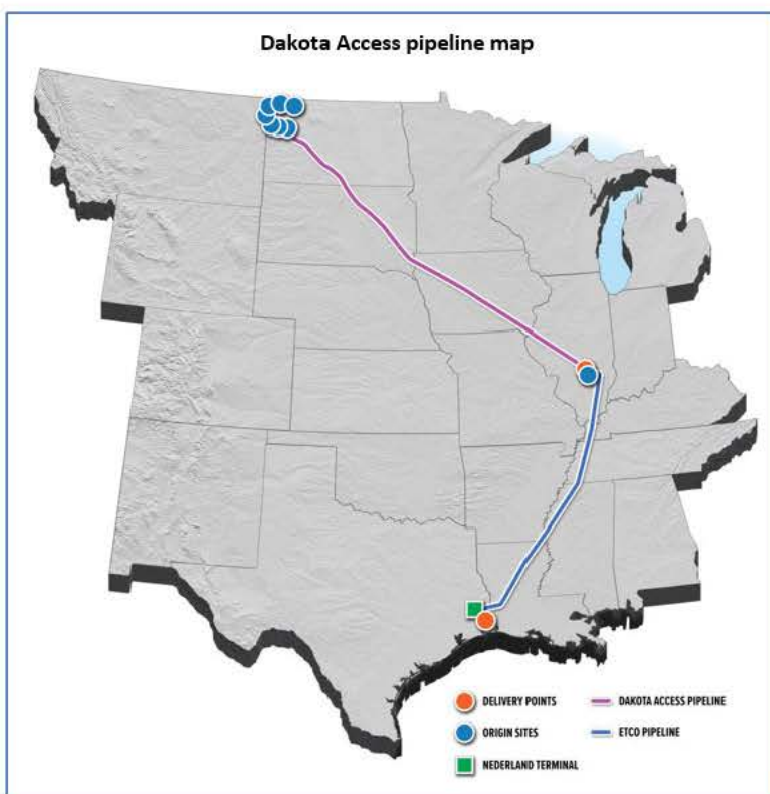 Dakota Access pipeline map
DELIVERY POINTS
DAKOTA ACCESS PIPELINE
ORIGIN SITES
ETCO PIPELINE
NEDERLAND TERMINAL